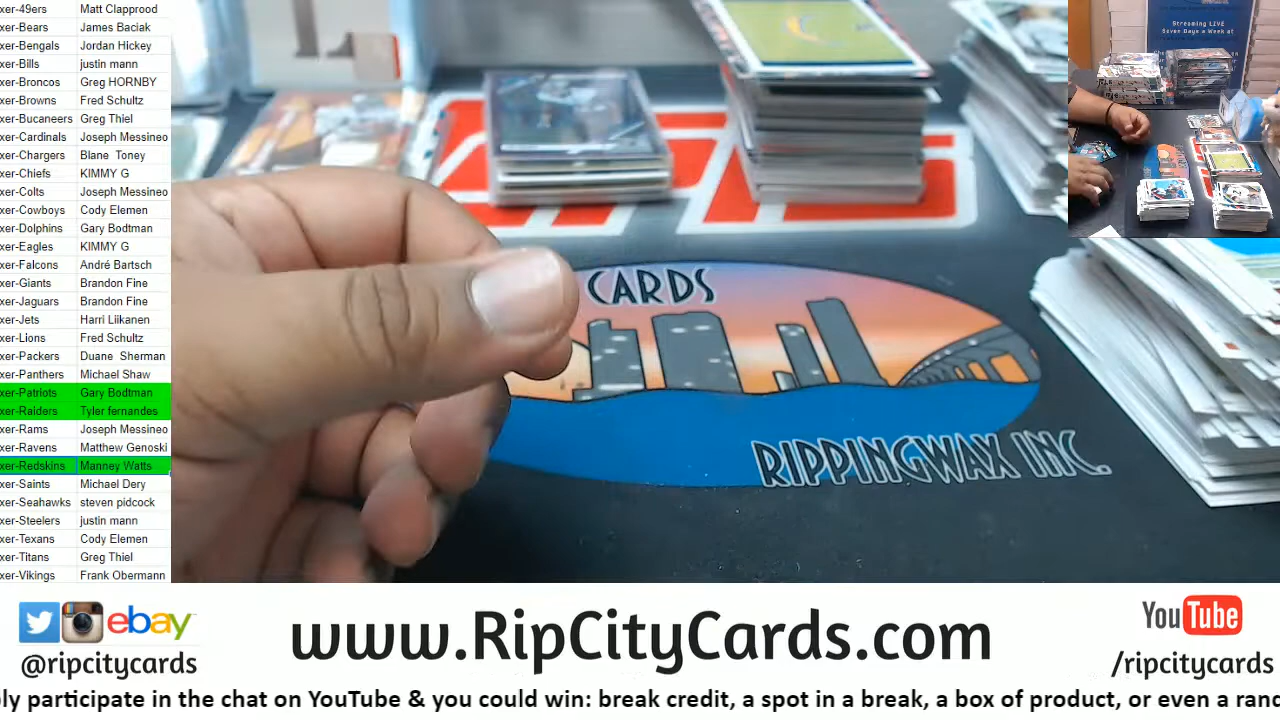 xer-49ers Matt Clapprood
xer-Bears James Baciak
xer-Bengals Jordan Hickey
xer-Bills justin mann
xer-Broncos Greg HORNBY
xer-Browns Fred Schultz
xer-Bucaneers Greg Thiel
xer-Cardinals Joseph Messineo
xer-Chargers Blane Toney
xer-Chiefs KIMMY G
xer-Colts Joseph Messineo
xer-Cowboys Cody Elemen
xer-Dolphins Gary Bodtman
xer-Eagles KIMMY G
xer-Falcons André Bartsch
xer-Giants Brandon Fine
xer-Jaguars Brandon Fine
xer-Jets Harri Liikanen
xer-Lions Fred Schultz
xer-Packers Duane Sherman
xer-Panthers Michael Shaw
xer-Patriots Gary Bodtman
xer-Raiders Tyler fernandes
xer-Rams Joseph Messineo
xer-Ravens Matthew Genoski
xer-Redskins Manney Watts
xer-Saints Michael Dery
xer-Seahawks steven pidcock
xer-Steelers justin mann
xer-Texans Cody Elemen
xer-Titans Greg Thiel
xer-Vikings Frank Obermann
CARDS
RIPPINGWAX INC.
Streaming LIVE
Seven Days a Week at
ebay
@ripcitycards
www.RipCityCards.com
YouTube
/ripcitycards
ly participate in the chat on YouTube & you could win: break credit, a spot in a break, a box of product, or even a ran